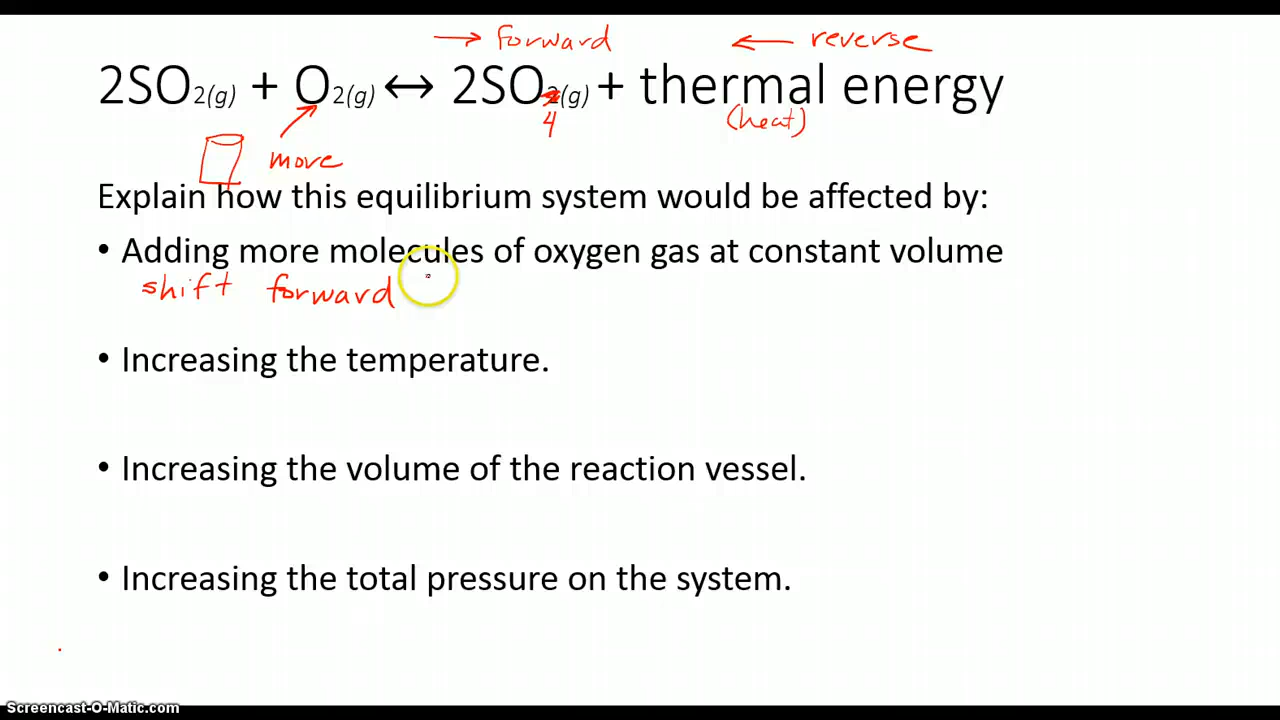 → forward ← reverse
2SO2(g) + O2(g) ↔ 2SO2(g) + thermal energy
4 (heat)
move
Explain how this equilibrium system would be affected by:
• Adding more molecules of oxygen gas at constant volume
shift forward
• Increasing the temperature.
• Increasing the volume of the reaction vessel.
• Increasing the total pressure on the system.
Screencast-O-Matic.com